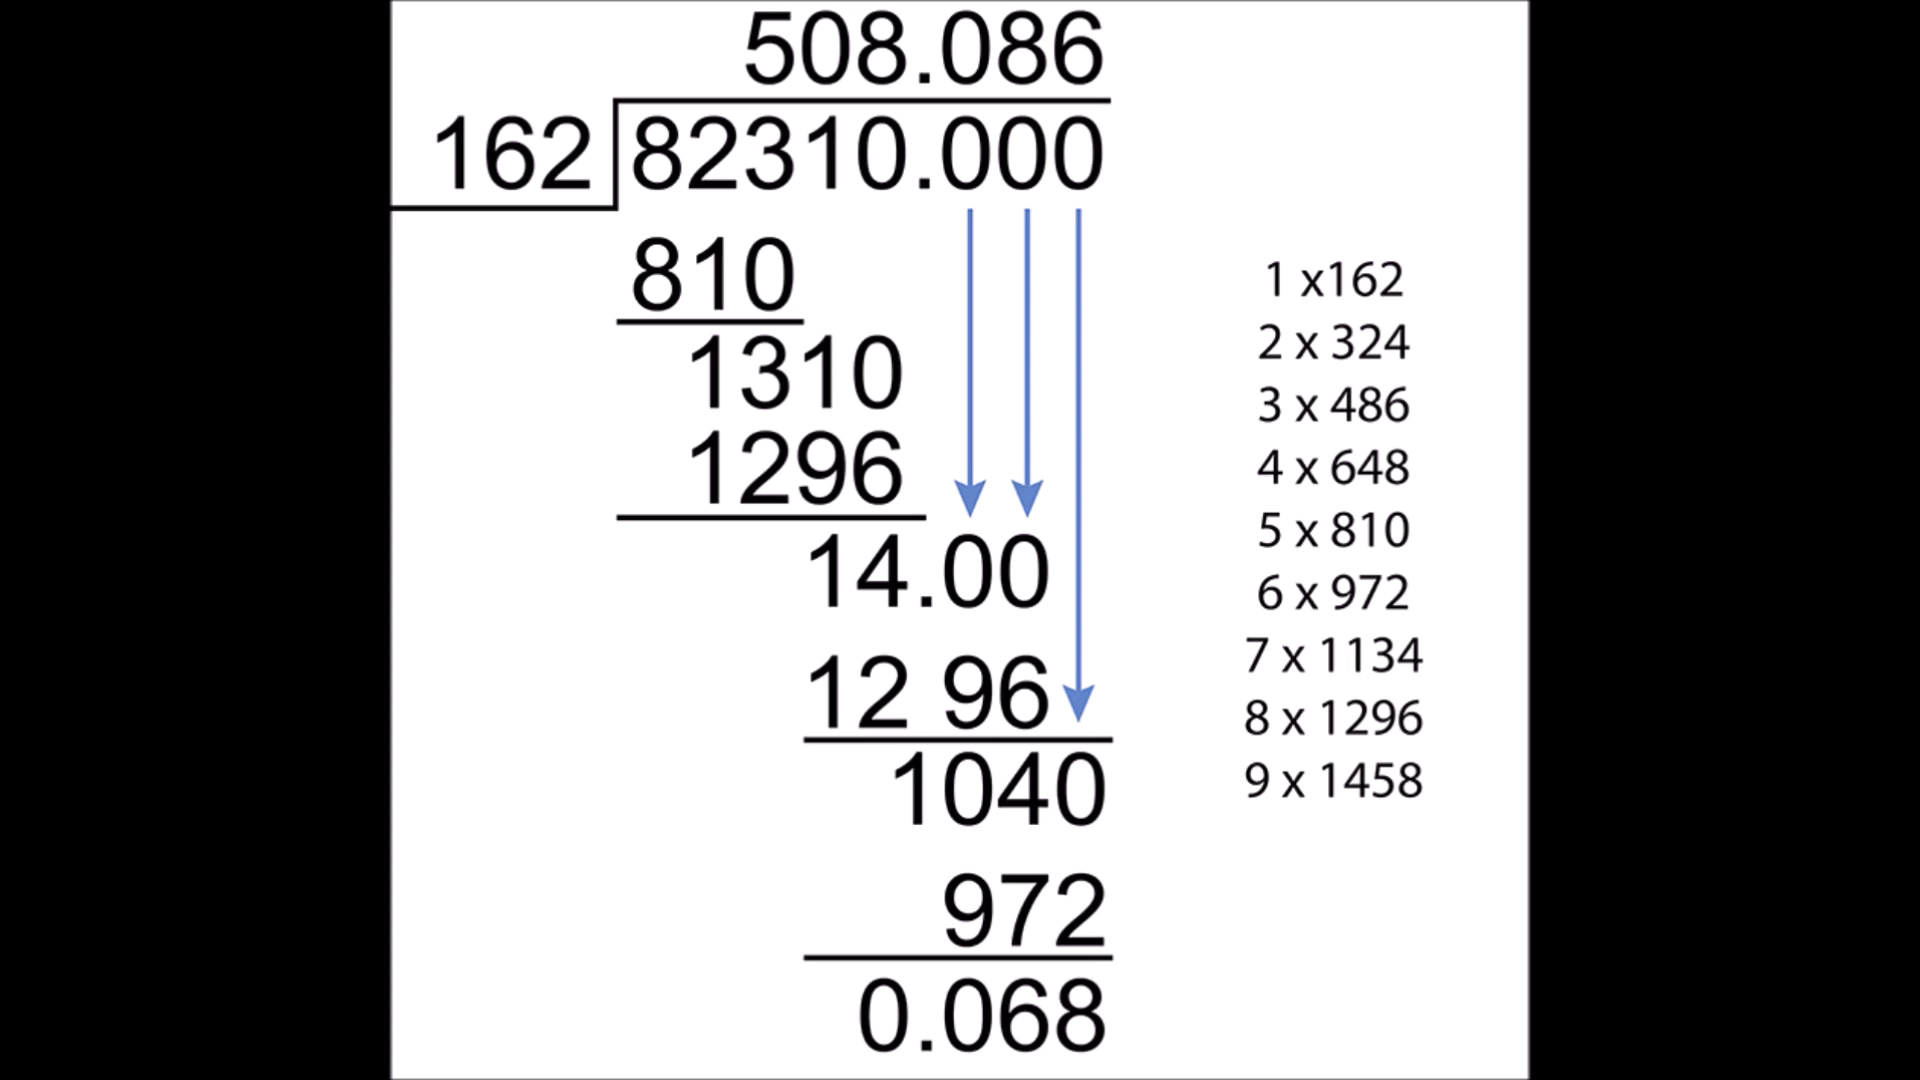 508.086
162 82310.000
810
1310
1296
14.00
12 96
1040
972
0.068
1 x162
2 x 324
3 x 486
4 x 648
5 x 810
6 x 972
7 x 1134
8 x 1296
9 x 1458